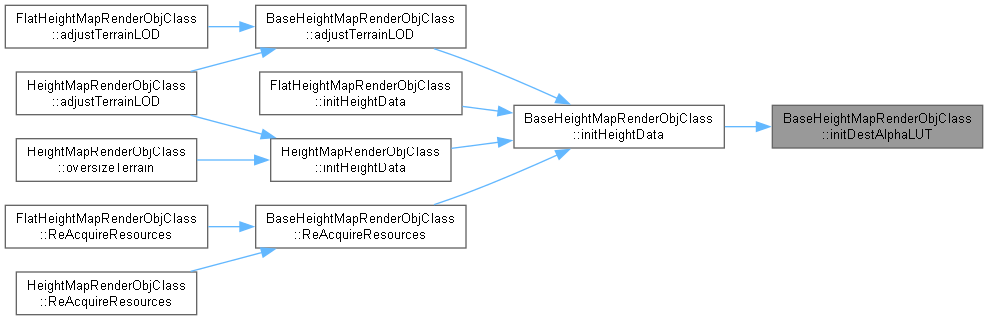 FlatHeightMapRenderObjClass
::adjustTerrainLOD
HeightMapRenderObjClass
::adjustTerrainLOD
HeightMapRenderObjClass
::oversizeTerrain
FlatHeightMapRenderObjClass
::ReAcquireResources
HeightMapRenderObjClass
::ReAcquireResources
BaseHeightMapRenderObjClass
::adjustTerrainLOD
FlatHeightMapRenderObjClass
::initHeightData
HeightMapRenderObjClass
::initHeightData
BaseHeightMapRenderObjClass
::ReAcquireResources
BaseHeightMapRenderObjClass
::initHeightData
BaseHeightMapRenderObjClass
::initDestAlphaLUT